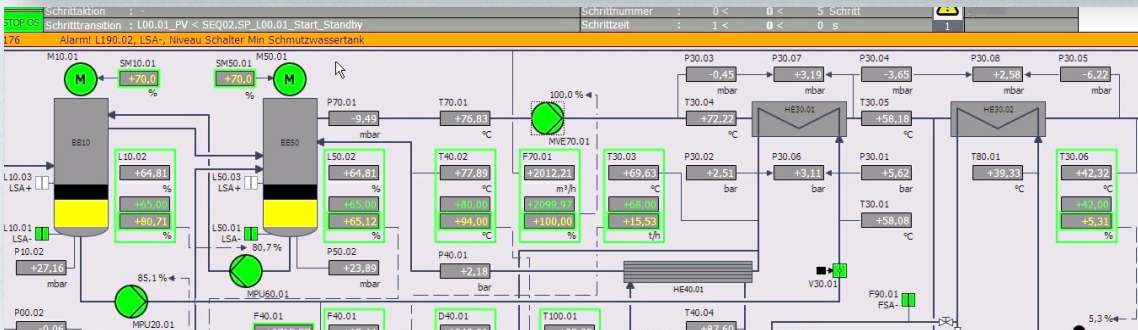 Schrittaktion : -
Schrittnummer : 0 < 0 < 5 Schritt
STOP OS
Schritttransition : L00.01_PV < SEQ02.SP_L00.01_Start_Standby
Schrittzeit : 1 < 0 < 0 s
1
176 Alarm! L190.02, LSA-, Niveau Schalter Min Schmutzwassertank
M10.01
M
SM10.01
+70,0
%
SM50.01
+70,0
%
M50.01
M
P70.01
-9,49
mbar
T70.01
+76,83
°C
100,0 %
MVE70.01
P30.03
-0,45
mbar
P30.07
+3,19
mbar
P30.04
-3,65
mbar
P30.08
+2,58
mbar
P30.05
-6,22
mbar
T30.04
+72,22
°C
HE30.01
T30.05
+58,18
°C
HE30.02
BB10
BB50
L10.03
LSA+
L10.02
+64,81
%
+65,00
+80,71
%
L50.03
LSA+
L50.02
+64,81
%
+65,00
+65,12
%
T40.02
+77,89
°C
+80,00
+94,00
°C
F70.01
+2012,21
m³/h
+2099,97
+100,00
%
T30.03
+69,63
°C
+68,00
+15,53
t/h
P30.02
+2,51
bar
P30.06
+3,11
bar
P30.01
+5,62
bar
T80.01
+39,33
°C
T30.06
+42,32
°C
+42,00
+5,31
%
T30.01
+58,08
°C
L10.01
LSA-
L50.01
LSA-
P10.02
+27,16
mbar
80,7 %
MPU60.01
P50.02
+23,89
mbar
P40.01
+2,18
bar
HE40.01
V30.01
85,1%
MPU20.01
F90.01
FSA-
P00.02
F40.01
F40.01
D40.01
T100.01
T40.04
+87,60
5,3%